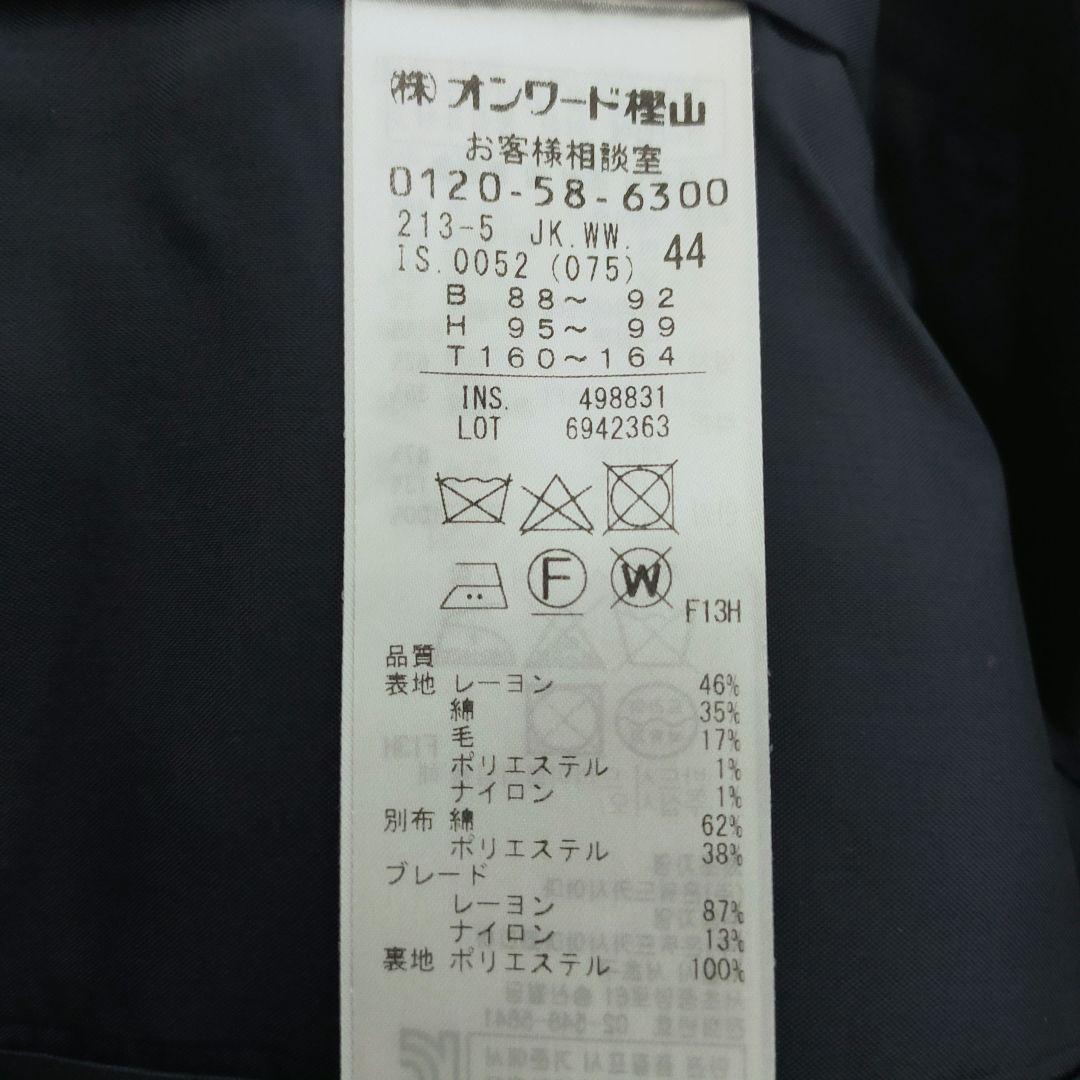 (株)オンワード樫山
お客様相談室
0120-58-6300
213-5 JK.WW. 44
IS.0052 (075)
B 88～ 92
H 95～ 99
T160～164
INS. 498831
LOT 6942363
F
W
F13H
品質
表地 レーヨン 46%
綿 35%
毛 17%
ポリエステル 1%
ナイロン 1%
別布 綿 62%
ポリエステル 38%
ブレード
レーヨン 87%
ナイロン 13%
裏地 ポリエステル 100%